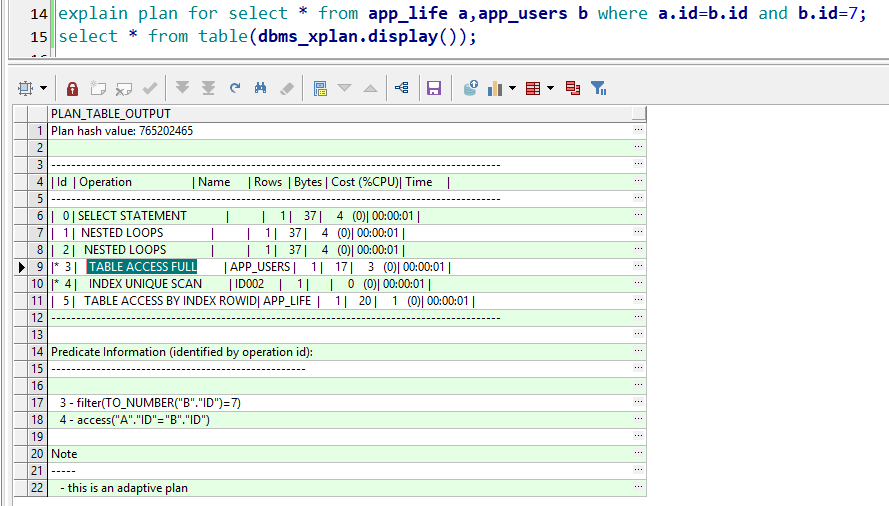 14 explain plan for select * from app_life a,app_users b where a.id=b.id and b.id=7;
15 select * from table(dbms_xplan.display());
PLAN_TABLE_OUTPUT
1 Plan hash value: 765202465
2
3 ------------------------------------------------------------------------------------------
4 | Id | Operation | Name | Rows | Bytes | Cost (%CPU)| Time |
5 ------------------------------------------------------------------------------------------
6 | 0 | SELECT STATEMENT | | 1 | 37 | 4 (0)| 00:00:01 |
7 | 1 | NESTED LOOPS | | 1 | 37 | 4 (0)| 00:00:01 |
8 | 2 | NESTED LOOPS | | 1 | 37 | 4 (0)| 00:00:01 |
9 |* 3 | TABLE ACCESS FULL | APP_USERS | 1 | 17 | 3 (0)| 00:00:01 |
10 |* 4 | INDEX UNIQUE SCAN | ID002 | 1 | | 0 (0)| 00:00:01 |
11 | 5 | TABLE ACCESS BY INDEX ROWID| APP_LIFE | 1 | 20 | 1 (0)| 00:00:01 |
12 ------------------------------------------------------------------------------------------
13
14 Predicate Information (identified by operation id):
15 ---------------------------------------------------
16
17 3 - filter(TO_NUMBER("B"."ID")=7)
18 4 - access("A"."ID"="B"."ID")
19
20 Note
21 -----
22 - this is an adaptive plan